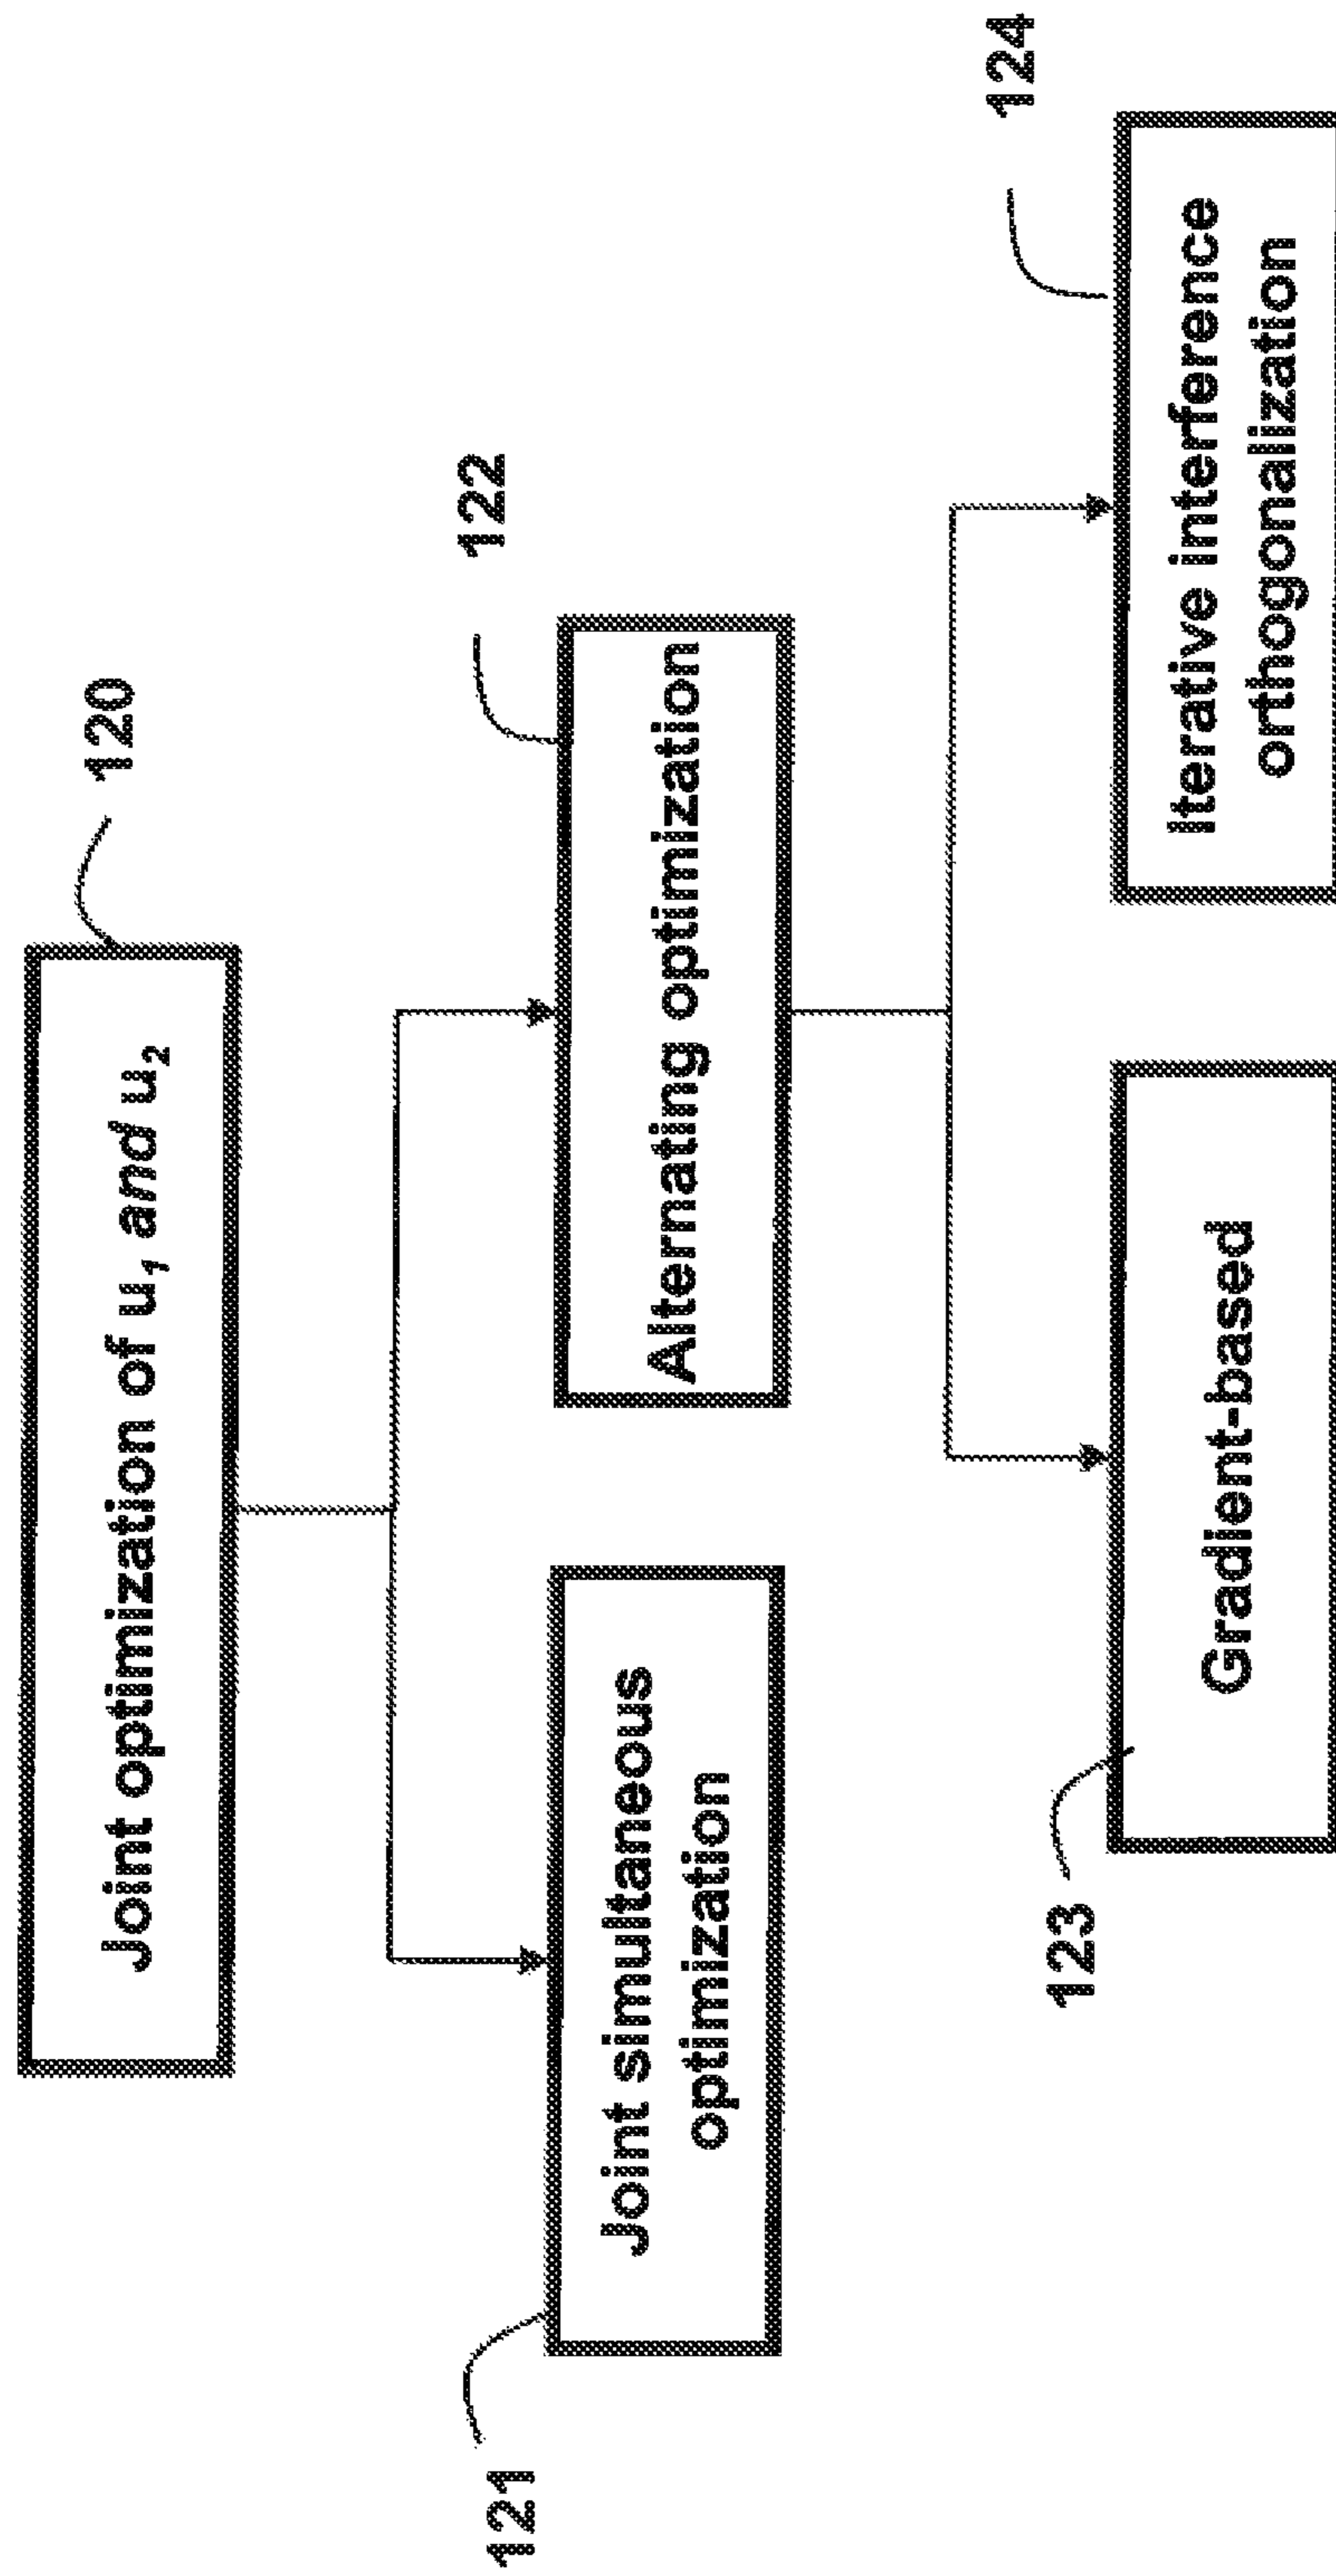 120
Joint optimization of u₁ and u₂
121
Joint simultaneous
optimization
122
Alternating optimization
123
Gradient-based
124
Iterative interference
orthogonalization